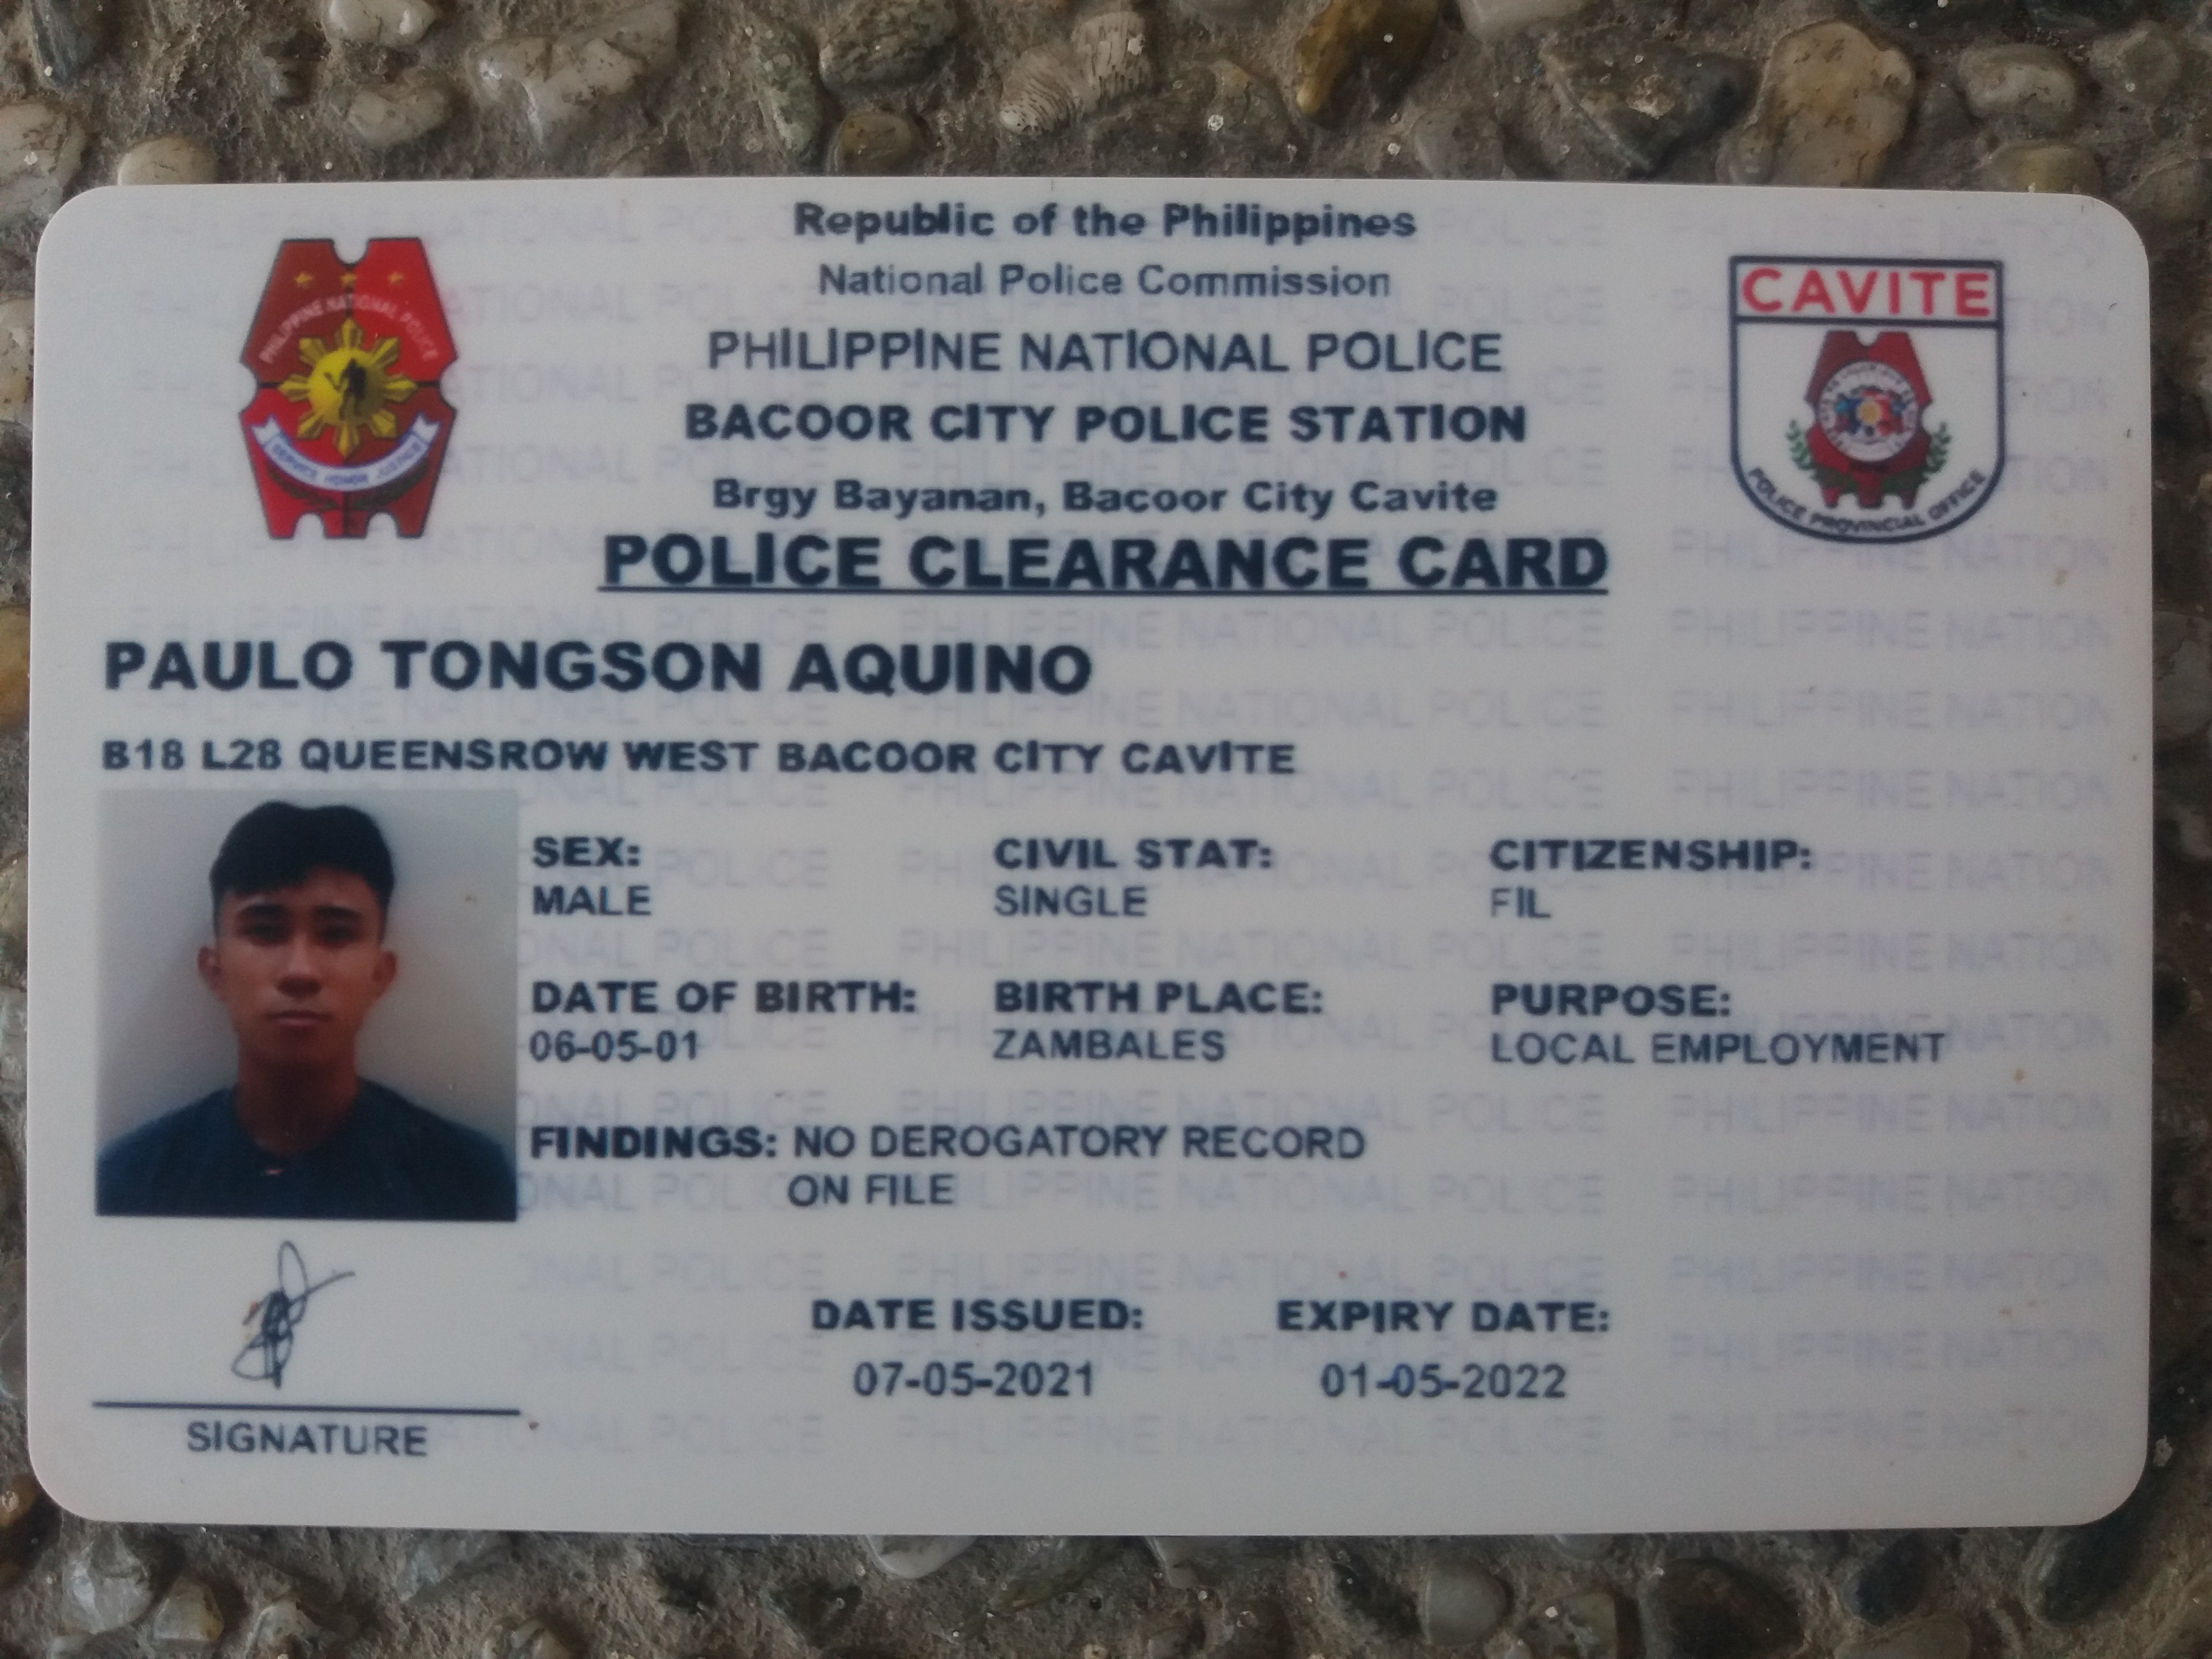 Republic of the Philippines
National Police Commission
PHILIPPINE NATIONAL POLICE
BACOOR CITY POLICE STATION
Brgy Bayanan, Bacoor City Cavite
POLICE CLEARANCE CARD
PHILIPPINE NATIONAL POLICE
SERVICE HONOR JUSTICE
CAVITE
POLICE PROVINCIAL OFFICE
PAULO TONGSON AQUINO
B18 L28 QUEENSROW WEST BACOOR CITY CAVITE
SEX: CIVIL STAT: CITIZENSHIP:
MALE SINGLE FIL
DATE OF BIRTH: BIRTH PLACE: PURPOSE:
06-05-01 ZAMBALES LOCAL EMPLOYMENT
FINDINGS: NO DEROGATORY RECORD
ON FILE
DATE ISSUED: EXPIRY DATE:
07-05-2021 01-05-2022
SIGNATURE